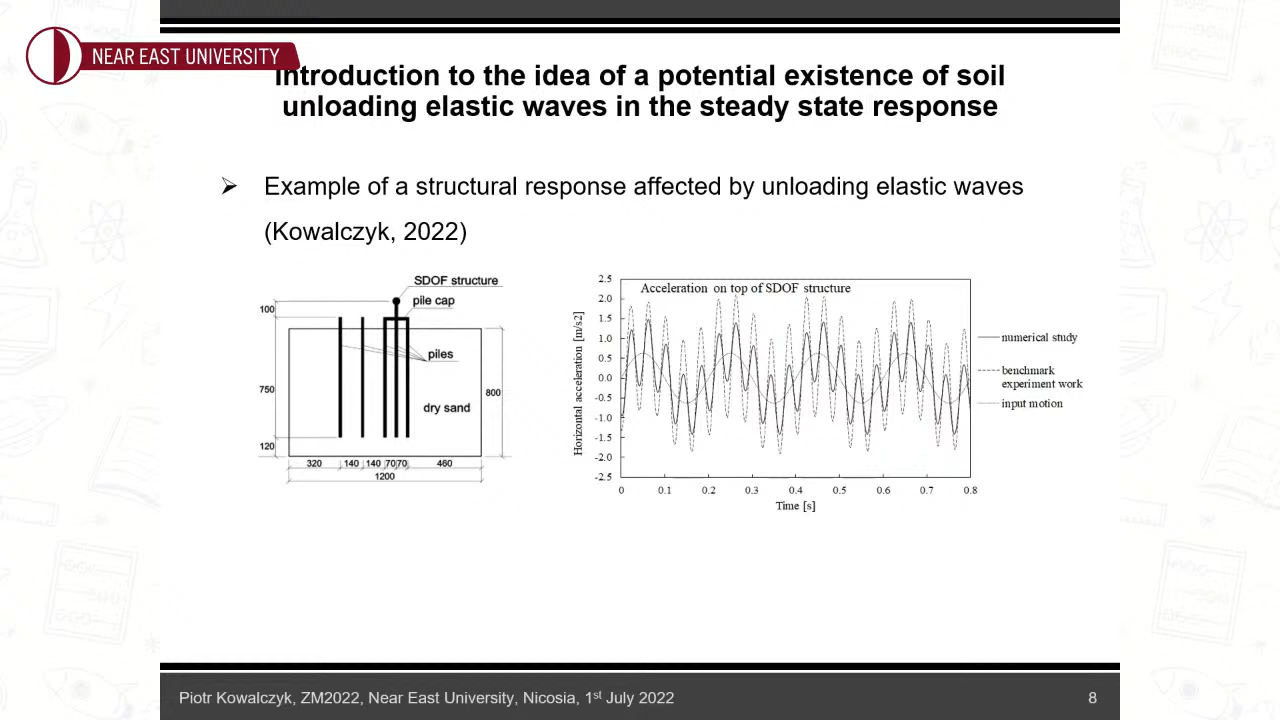 NEAR EAST UNIVERSITY
Introduction to the idea of a potential existence of soil
unloading elastic waves in the steady state response
Example of a structural response affected by unloading elastic waves
(Kowalczyk, 2022)
SDOF structure
pile cap
piles
dry sand
100
750
120
800
320 140 140 70 70 460
1200
Acceleration on top of SDOF structure
Horizontal acceleration [m/s2]
2.5
2.0
1.5
1.0
0.5
0.0
-0.5
-1.0
-1.5
-2.0
-2.5
0 0.1 0.2 0.3 0.4 0.5 0.6 0.7 0.8
Time [s]
numerical study
benchmark
experiment work
input motion
Piotr Kowalczyk, ZM2022, Near East University, Nicosia, 1st July 2022
8